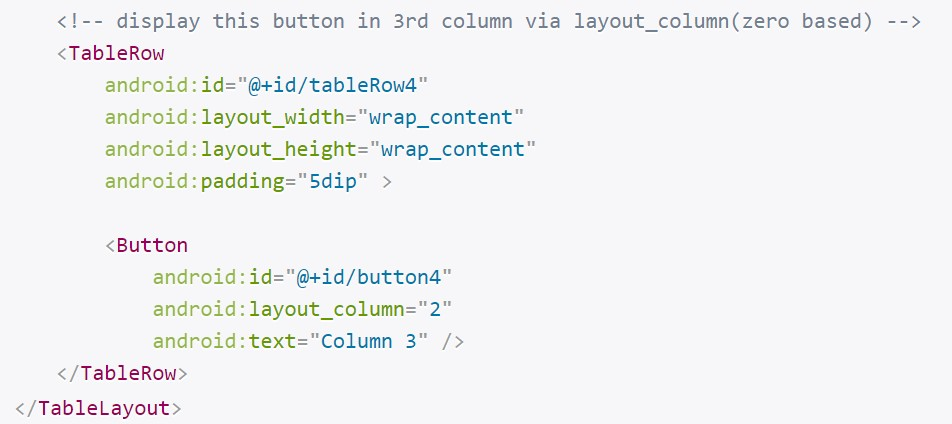 <!-- display this button in 3rd column via layout_column(zero based) -->
<TableRow
android:id="@+id/tableRow4"
android:layout_width="wrap_content"
android:layout_height="wrap_content"
android:padding="5dip" >
<Button
android:id="@+id/button4"
android:layout_column="2"
android:text="Column 3" />
</TableRow>
</TableLayout>